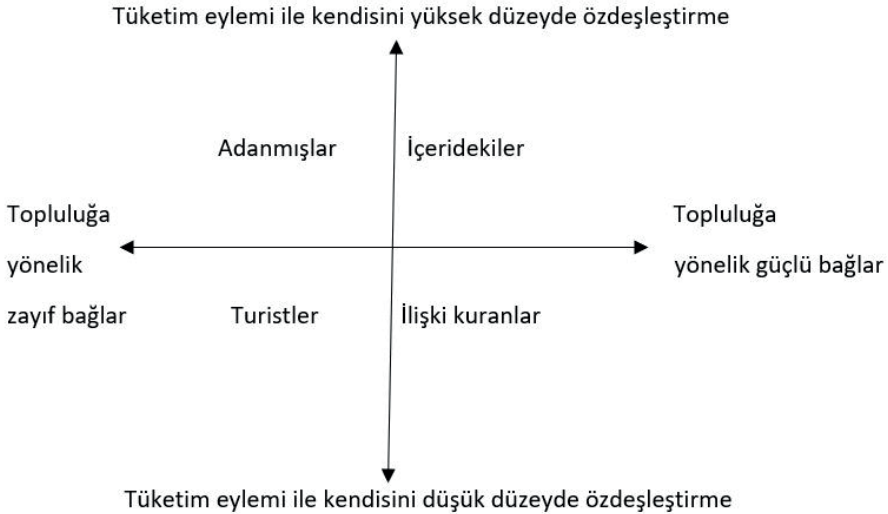 Tüketim eylemi ile kendisini yüksek düzeyde özdeşleştirme
Adanmışlar
İçeridekiler
Topluluğa
yönelik
zayıf bağlar
Topluluğa
yönelik güçlü bağlar
Turistler
İlişki kuranlar
Tüketim eylemi ile kendisini düşük düzeyde özdeşleştirme